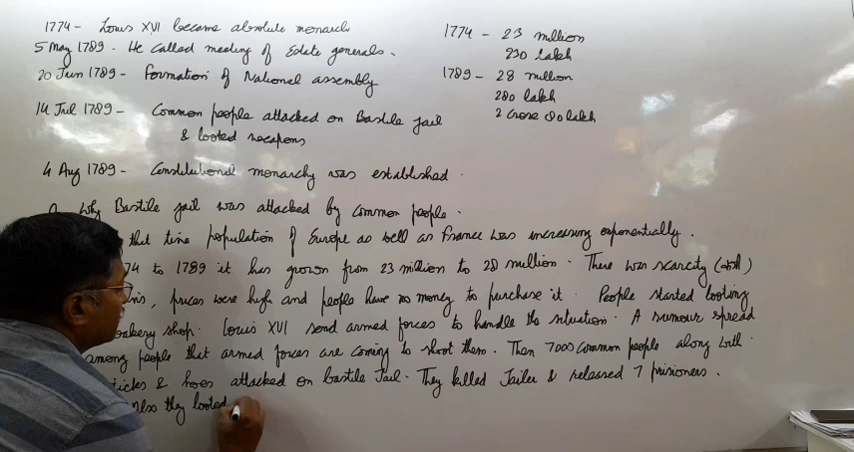 1774 - Louis XVI became absolute monarch
5 May 1789 - He called meeting of Estate generals.
20 Jun 1789 - Formation of National assembly
14 Jul 1789 - Common people attacked on Bastile jail
& looted weapons
4 Aug 1789 - Constitutional monarchy was established.
1774 - 23 million
230 lakh
1789 - 28 million
280 lakh
2 crore 80 lakh
Why Bastile jail was attacked by common people.
that time population of Europe as well as France was increasing exponentially.
74 to 1789 it has grown from 23 million to 28 million. There was scarcity (कमी)
prices were high and people have no money to purchase it. People started looting
bakery shop. Louis XVI send armed forces to handle the situation. A rumour spread
among people that armed forces are coming to shoot them. Then 7000 common people along with
& hoes attacked on bastile Jail. They killed Jailer & released 7 prisioners.
they looted